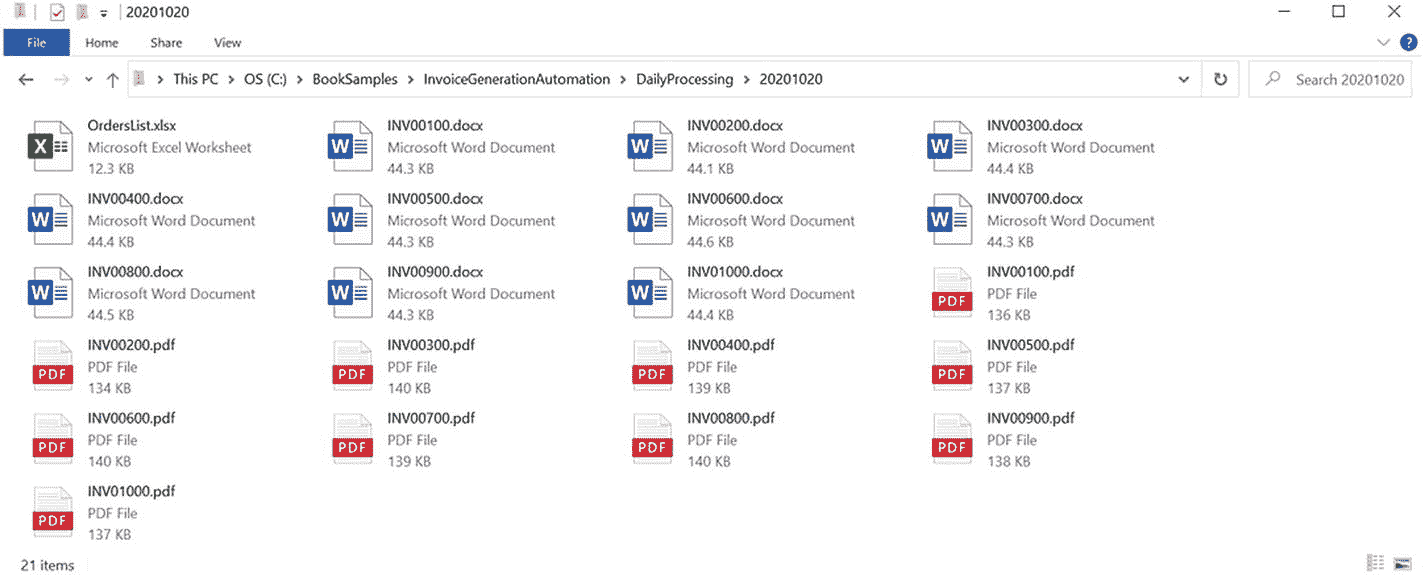 20201020
File Home Share View
This PC > OS (C:) > BookSamples > InvoiceGenerationAutomation > DailyProcessing > 20201020 Search 20201020
OrdersList.xlsx INV00100.docx INV00200.docx INV00300.docx
Microsoft Excel Worksheet Microsoft Word Document Microsoft Word Document Microsoft Word Document
12.3 KB 44.3 KB 44.1 KB 44.4 KB
INV00400.docx INV00500.docx INV00600.docx INV00700.docx
Microsoft Word Document Microsoft Word Document Microsoft Word Document Microsoft Word Document
44.4 KB 44.3 KB 44.6 KB 44.3 KB
INV00800.docx INV00900.docx INV01000.docx INV00100.pdf
Microsoft Word Document Microsoft Word Document Microsoft Word Document PDF File
44.5 KB 44.3 KB 44.4 KB 136 KB
INV00200.pdf INV00300.pdf INV00400.pdf INV00500.pdf
PDF File PDF File PDF File PDF File
134 KB 140 KB 139 KB 137 KB
INV00600.pdf INV00700.pdf INV00800.pdf INV00900.pdf
PDF File PDF File PDF File PDF File
140 KB 139 KB 140 KB 138 KB
INV01000.pdf
PDF File
137 KB
21 items